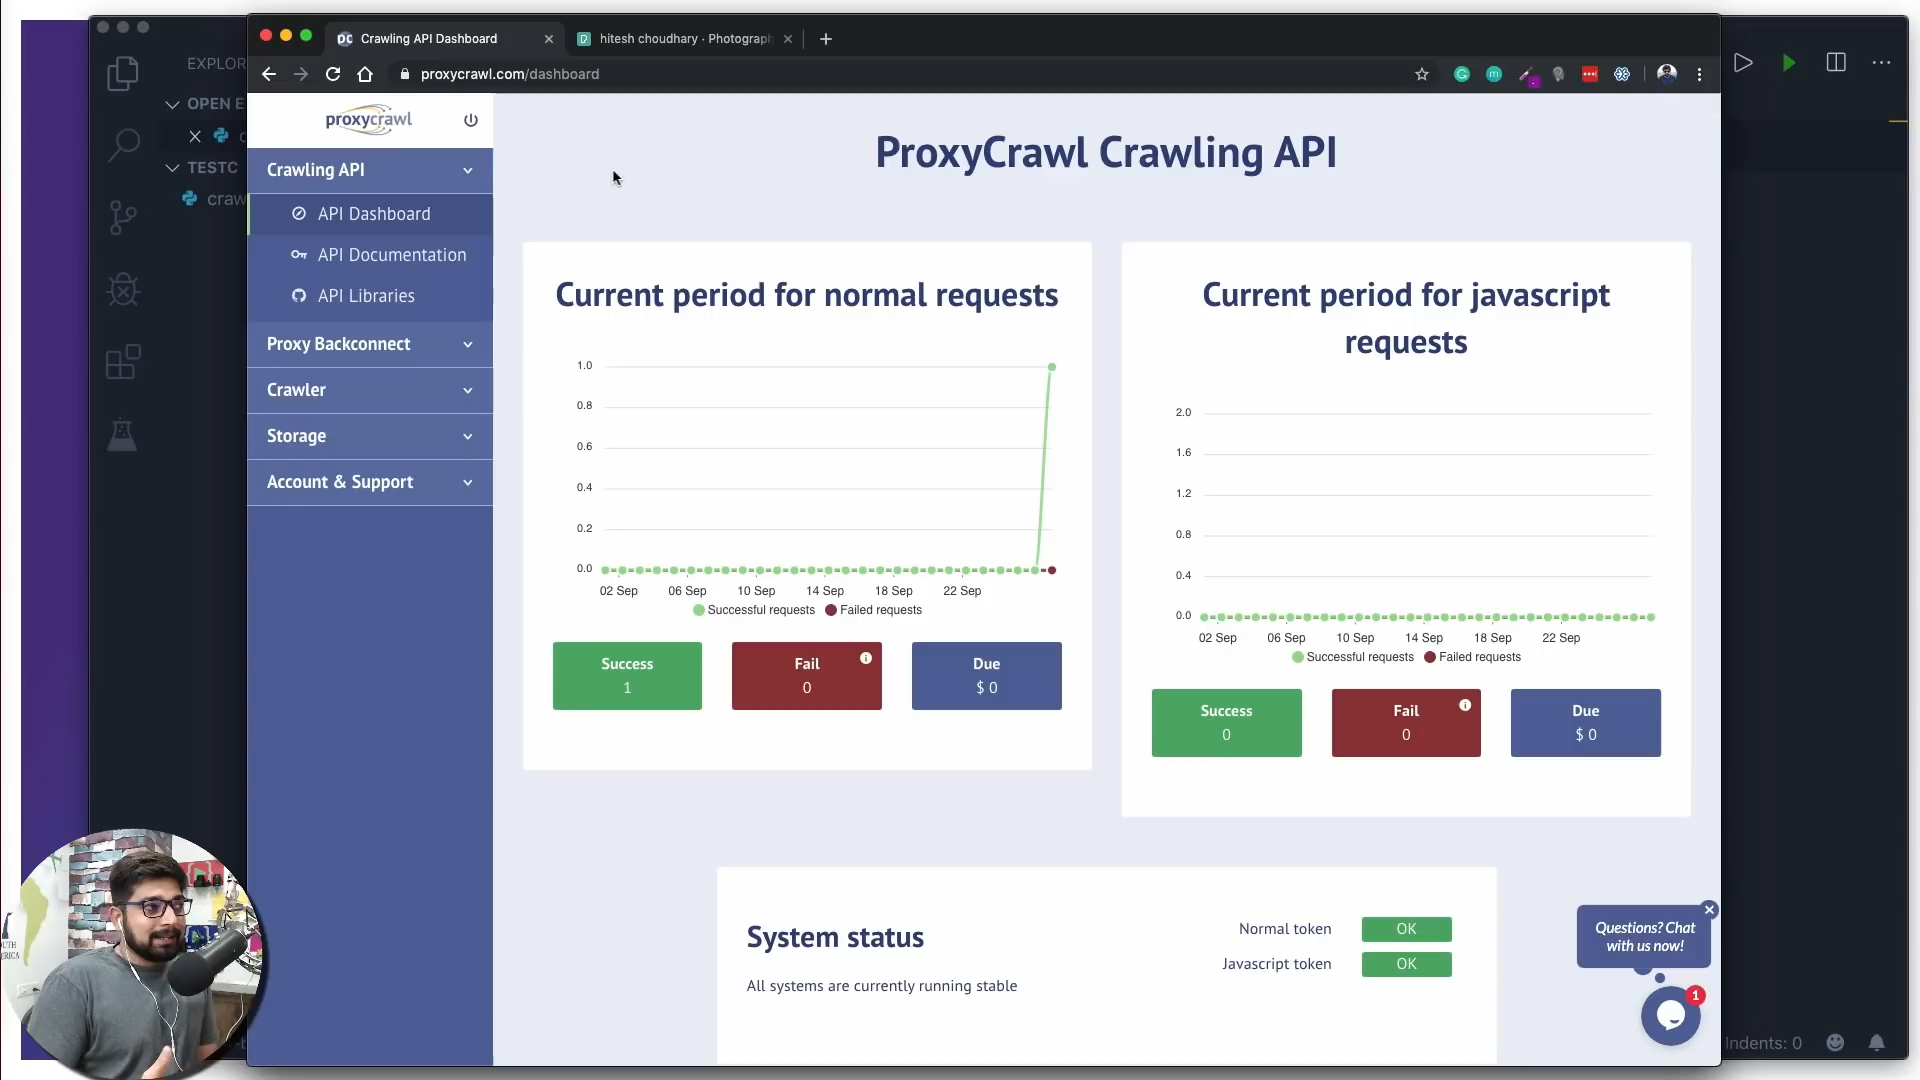 Crawling API Dashboard
hitesh choudhary · Photograph
proxycrawl.com/dashboard
EXPLOR
OPEN E
TESTC
craw
proxycrawl
Crawling API
API Dashboard
API Documentation
API Libraries
Proxy Backconnect
Crawler
Storage
Account & Support
ProxyCrawl Crawling API
Current period for normal requests
1.0
0.8
0.6
0.4
0.2
0.0
02 Sep 06 Sep 10 Sep 14 Sep 18 Sep 22 Sep
Successful requests Failed requests
Success
1
Fail
0
Due
$ 0
Current period for javascript
requests
2.0
1.6
1.2
0.8
0.4
0.0
02 Sep 06 Sep 10 Sep 14 Sep 18 Sep 22 Sep
Successful requests Failed requests
Success
0
Fail
0
Due
$ 0
System status
All systems are currently running stable
Normal token OK
Javascript token OK
Questions? Chat
with us now!
1
Indents: 0